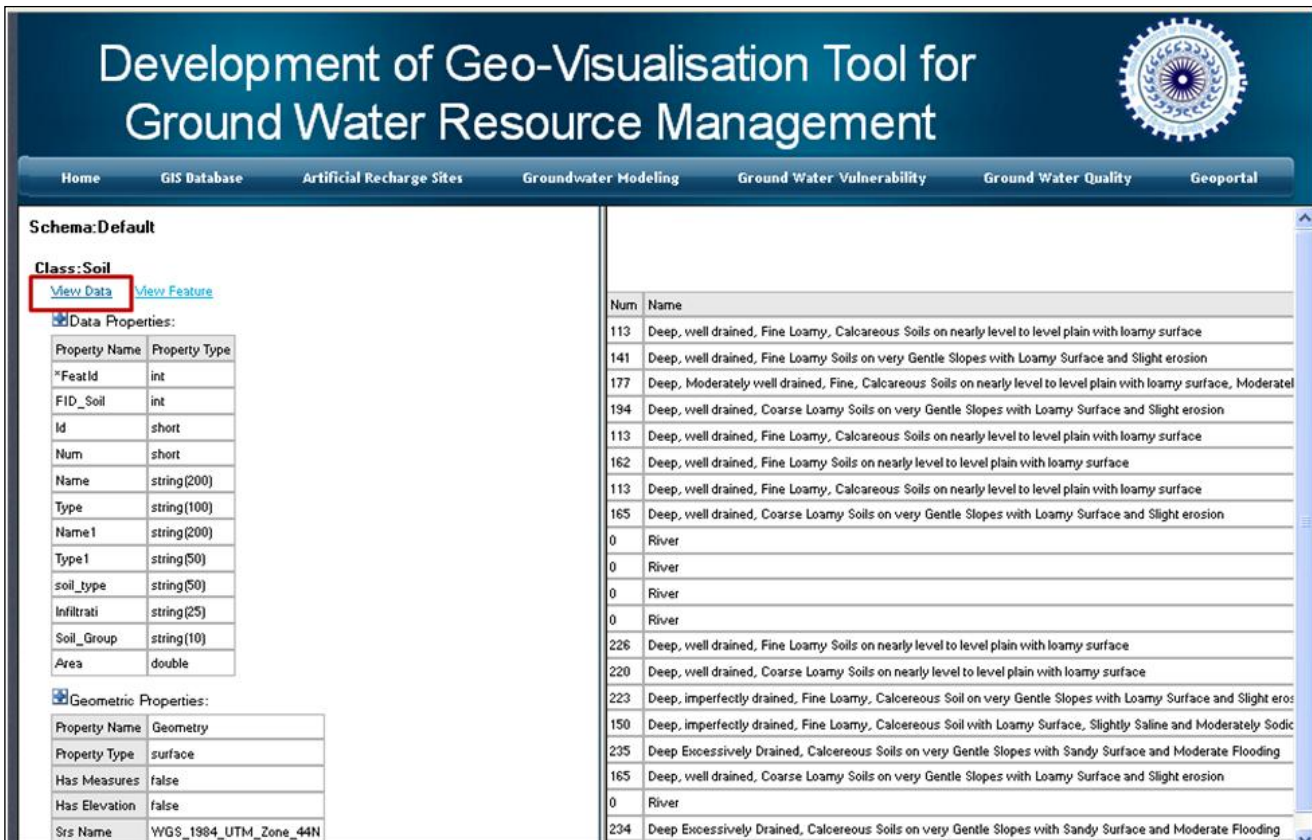 Development of Geo-Visualisation Tool for
Ground Water Resource Management
Home GIS Database Artificial Recharge Sites Groundwater Modeling Ground Water Vulnerability Ground Water Quality Geoportal
Schema:Default
Class:Soil
View Data View Feature
Data Properties:
Property Name Property Type
*FeatId int
FID_Soil int
Id short
Num short
Name string(200)
Type string(100)
Name1 string(200)
Type1 string(50)
soil_type string(50)
Infiltrati string(25)
Soil_Group string(10)
Area double
Geometric Properties:
Property Name Geometry
Property Type surface
Has Measures false
Has Elevation false
Srs Name WGS_1984_UTM_Zone_44N
Num Name
113 Deep, well drained, Fine Loamy, Calcareous Soils on nearly level to level plain with loamy surface
141 Deep, well drained, Fine Loamy Soils on very Gentle Slopes with Loamy Surface and Slight erosion
177 Deep, Moderately well drained, Fine, Calcareous Soils on nearly level to level plain with loamy surface, Moderatel
194 Deep, well drained, Coarse Loamy Soils on very Gentle Slopes with Loamy Surface and Slight erosion
113 Deep, well drained, Fine Loamy, Calcareous Soils on nearly level to level plain with loamy surface
162 Deep, well drained, Fine Loamy Soils on nearly level to level plain with loamy surface
113 Deep, well drained, Fine Loamy, Calcareous Soils on nearly level to level plain with loamy surface
165 Deep, well drained, Coarse Loamy Soils on very Gentle Slopes with Loamy Surface and Slight erosion
0 River
0 River
0 River
0 River
226 Deep, well drained, Fine Loamy Soils on nearly level to level plain with loamy surface
220 Deep, well drained, Coarse Loamy Soils on nearly level to level plain with loamy surface
223 Deep, imperfectly drained, Fine Loamy, Calcereous Soil on very Gentle Slopes with Loamy Surface and Slight eros
150 Deep, imperfectly drained, Fine Loamy, Calcereous Soil with Loamy Surface, Slightly Saline and Moderately Sodic
235 Deep Excessively Drained, Calcereous Soils on very Gentle Slopes with Sandy Surface and Moderate Flooding
165 Deep, well drained, Coarse Loamy Soils on very Gentle Slopes with Loamy Surface and Slight erosion
0 River
234 Deep Excessively Drained, Calcereous Soils on very Gentle Slopes with Sandy Surface and Moderate Flooding